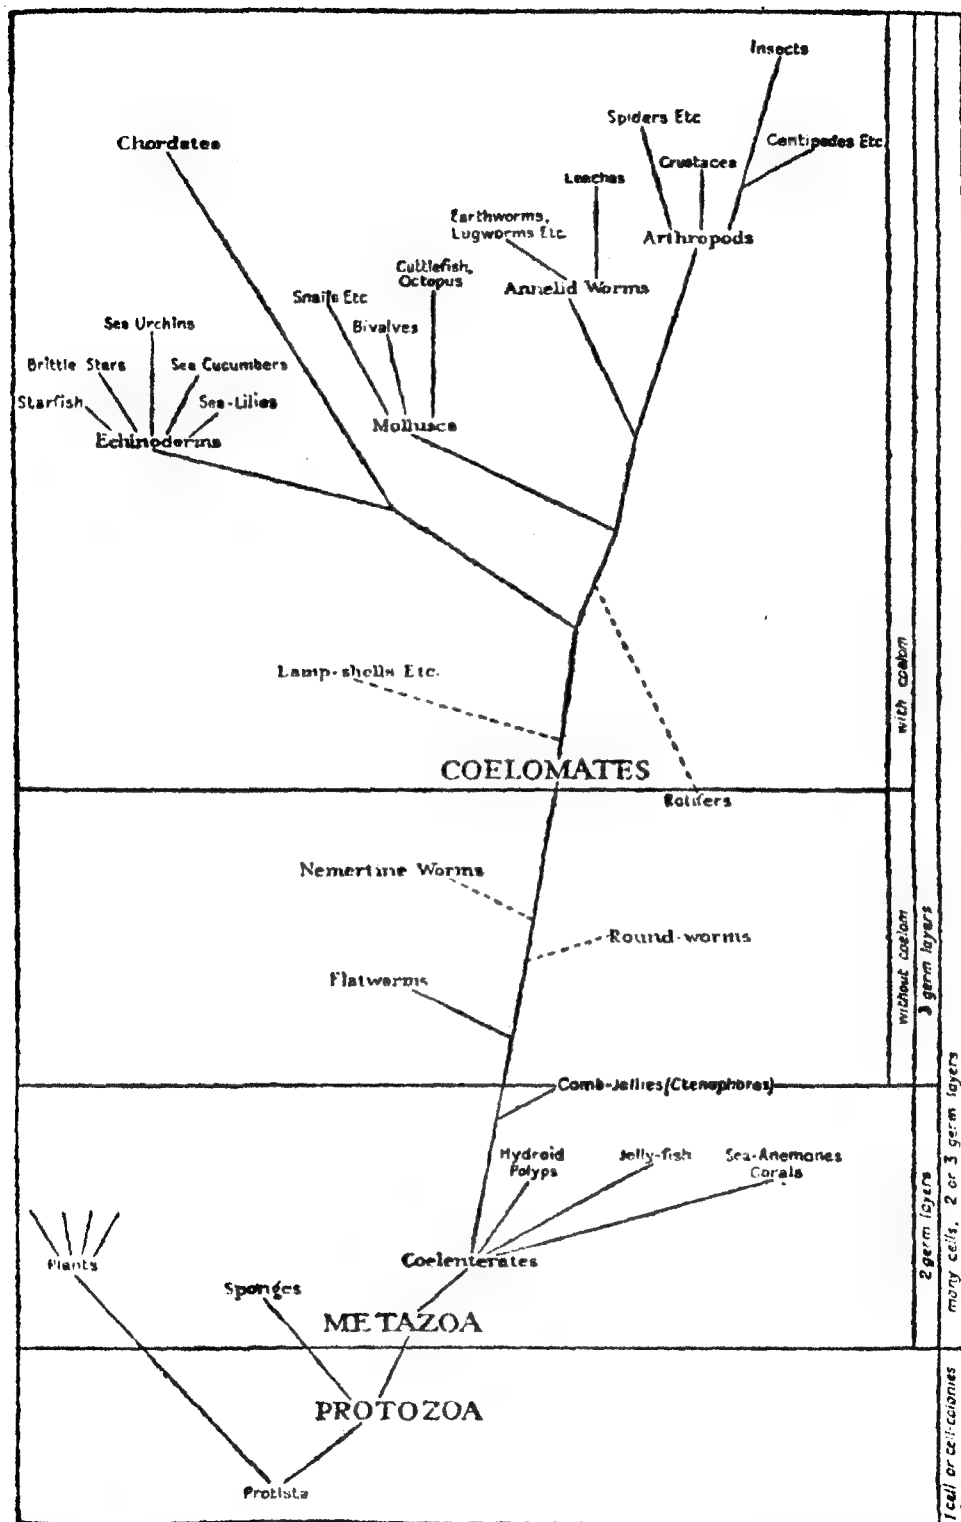 Insects
Spiders Etc
Centipedes Etc.
Chordates
Crustacea
Leeches
Earthworms,
Lugworms Etc.
Arthropods
Cuttlefish,
Octopus
Annelid Worms
Snails Etc
Sea Urchins
Bivalves
Brittle Stars
Sea Cucumbers
Starfish
Sea-Lilies
Mollusca
Echinoderms
Lamp-shells Etc.
COELOMATES
Rotifers
Nemertine Worms
Round-worms
Flatworms
Comb-Jellies (Ctenophores)
Hydroid
Polyps
Jelly-fish
Sea-Anemones
Corals
Plants
Coelenterates
Sponges
METAZOA
PROTOZOA
Protista
with coelom
without coelom
3 germ layers
2 germ layers
many cells, 2 or 3 germ layers
1 cell or cell-colonies